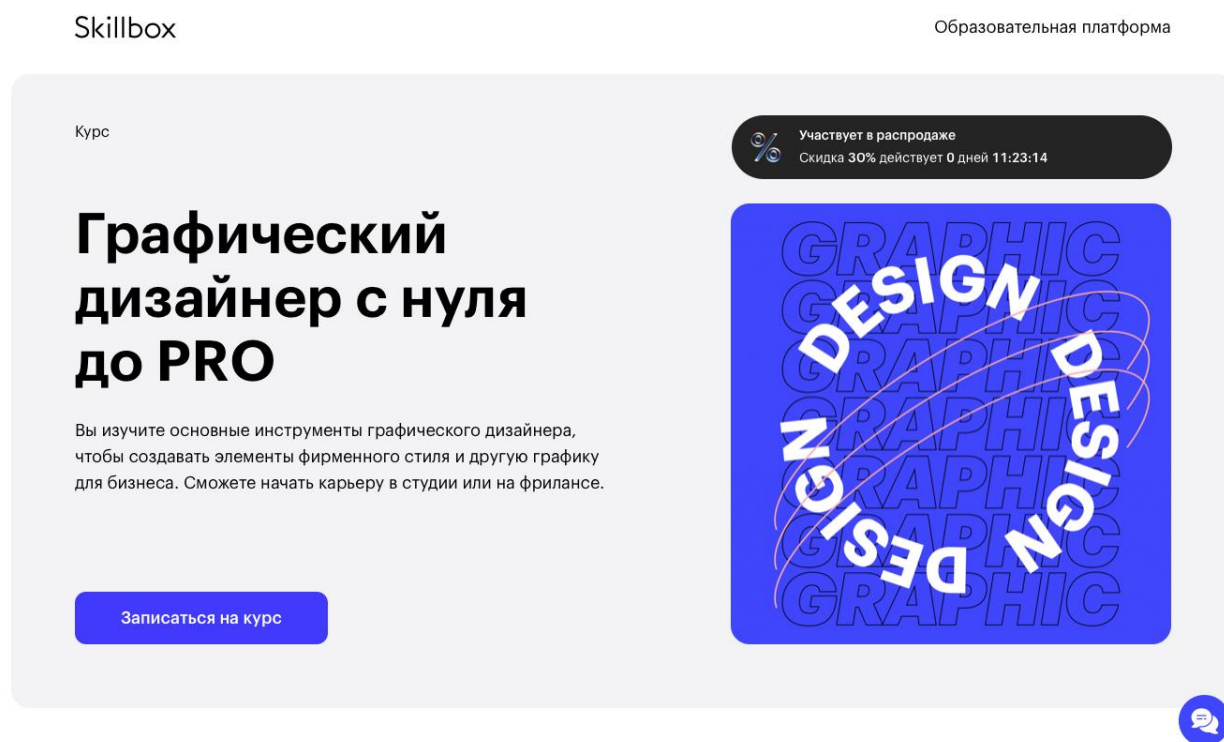 Skillbox
Образовательная платформа
Курс
Участвует в распродаже
Скидка 30% действует 0 дней 11:23:14
Графический
дизайнер с нуля
до PRO
Вы изучите основные инструменты графического дизайнера,
чтобы создавать элементы фирменного стиля и другую графику
для бизнеса. Сможете начать карьеру в студии или на фрилансе.
Записаться на курс
GRAPHIC
GRAPHIC
GRAPHIC
GRAPHIC
GRAPHIC
GRAPHIC
GRAPHIC
DESIGN DESIGN DESIGN